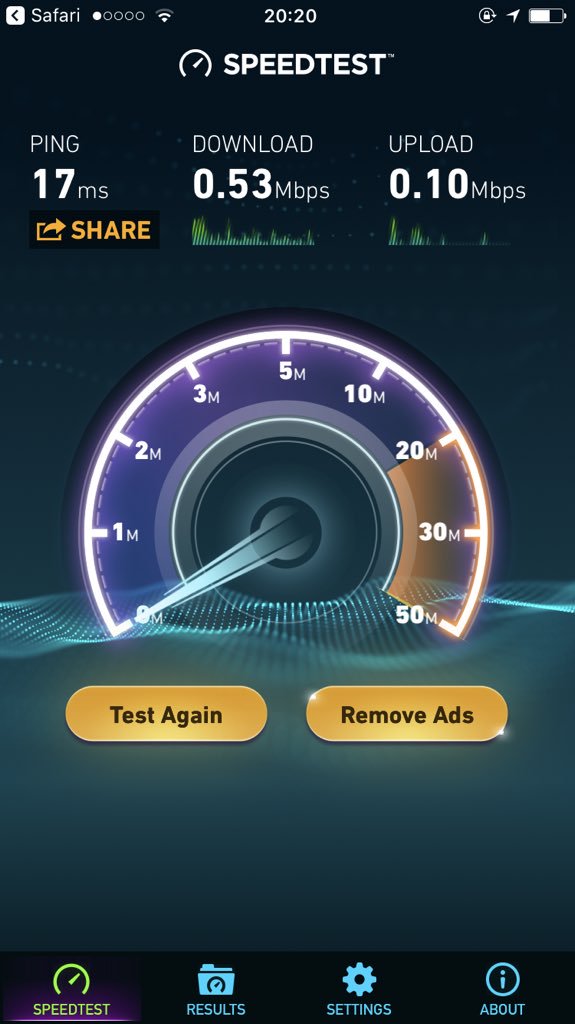 Safari 20:20
SPEEDTEST™
PING DOWNLOAD UPLOAD
17ms 0.53Mbps 0.10Mbps
SHARE
5M
3M 10M
2M 20M
1M 30M
0M 50M
Test Again Remove Ads
SPEEDTEST RESULTS SETTINGS ABOUT